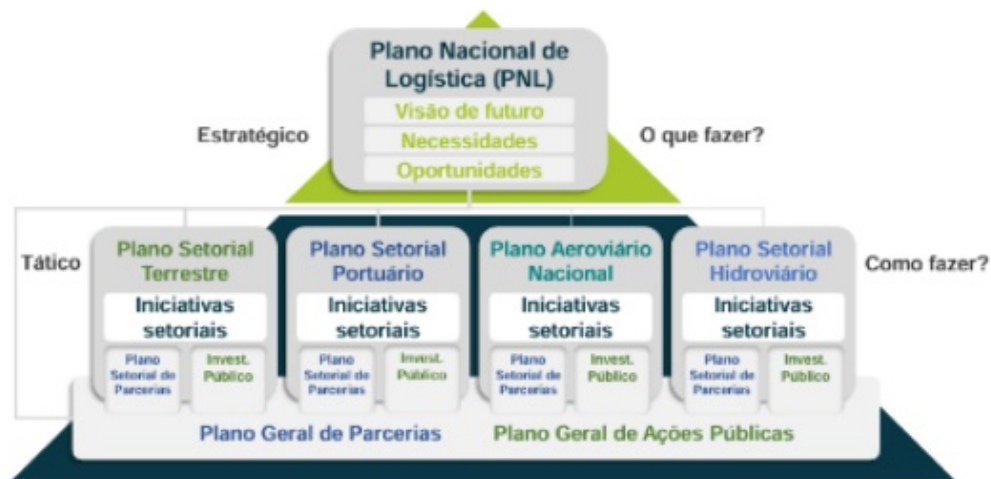 Plano Nacional de
Logística (PNL)
Visão de futuro
Estratégico
Necessidades
O que fazer?
Oportunidades
Tático
Plano Setorial
Terrestre
Iniciativas
setoriais
Plano
Setorial de
Parcerias
Invest.
Público
Plano Setorial
Portuário
Iniciativas
setoriais
Plano
Setorial de
Parcerias
Invest.
Público
Plano Aeroviário
Nacional
Iniciativas
setoriais
Plano
Setorial de
Parcerias
Invest.
Público
Plano Setorial
Hidroviário
Iniciativas
setoriais
Plano
Setorial de
Parcerias
Invest.
Público
Como fazer?
Plano Geral de Parcerias
Plano Geral de Ações Públicas